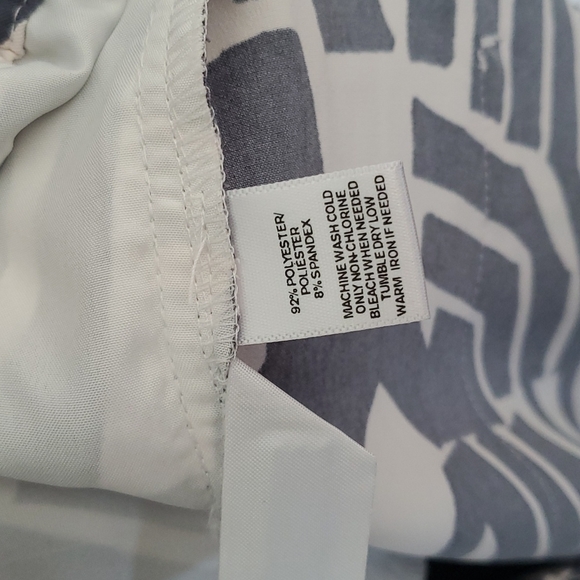 92% POLYESTER/
POLIÉSTER
8% SPANDEX
MACHINE WASH COLD
ONLY NON-CHLORINE
BLEACH WHEN NEEDED
TUMBLE DRY LOW
WARM IRON IF NEEDED